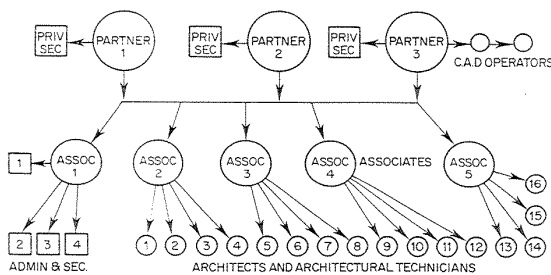 PRIV SEC
PARTNER 1
PRIV SEC
PARTNER 2
PRIV SEC
PARTNER 3
C.A.D OPERATORS
1
ASSOC 1
ASSOC 2
ASSOC 3
ASSOC 4
ASSOCIATES
ASSOC 5
16
15
2
3
4
1
2
3
4
5
6
7
8
9
10
11
12
13
14
ADMIN & SEC.
ARCHITECTS AND ARCHITECTURAL TECHNICIANS